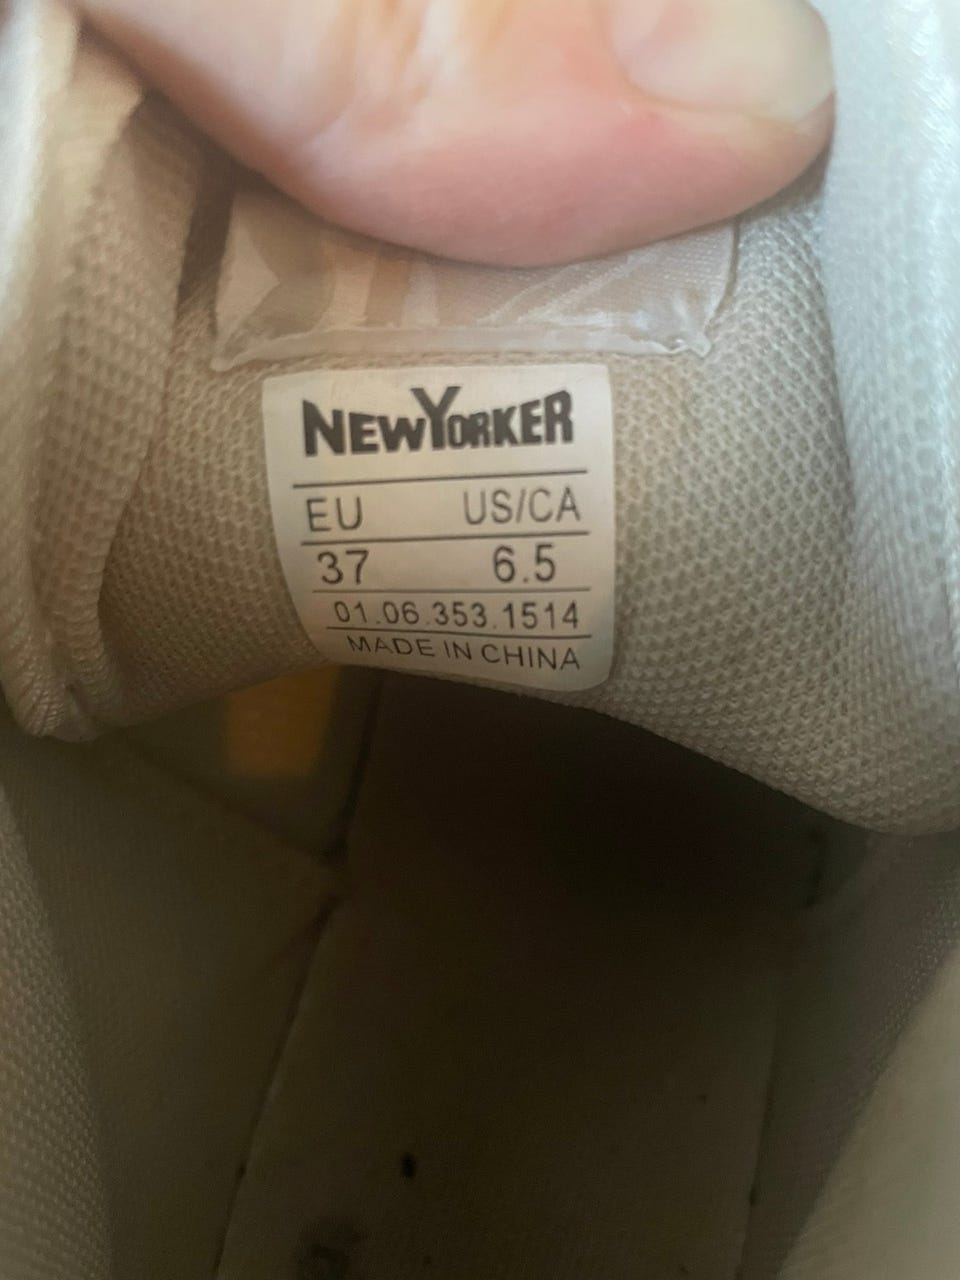 NEWYORKER
EU US/CA
37 6.5
01.06.353.1514
MADE IN CHINA